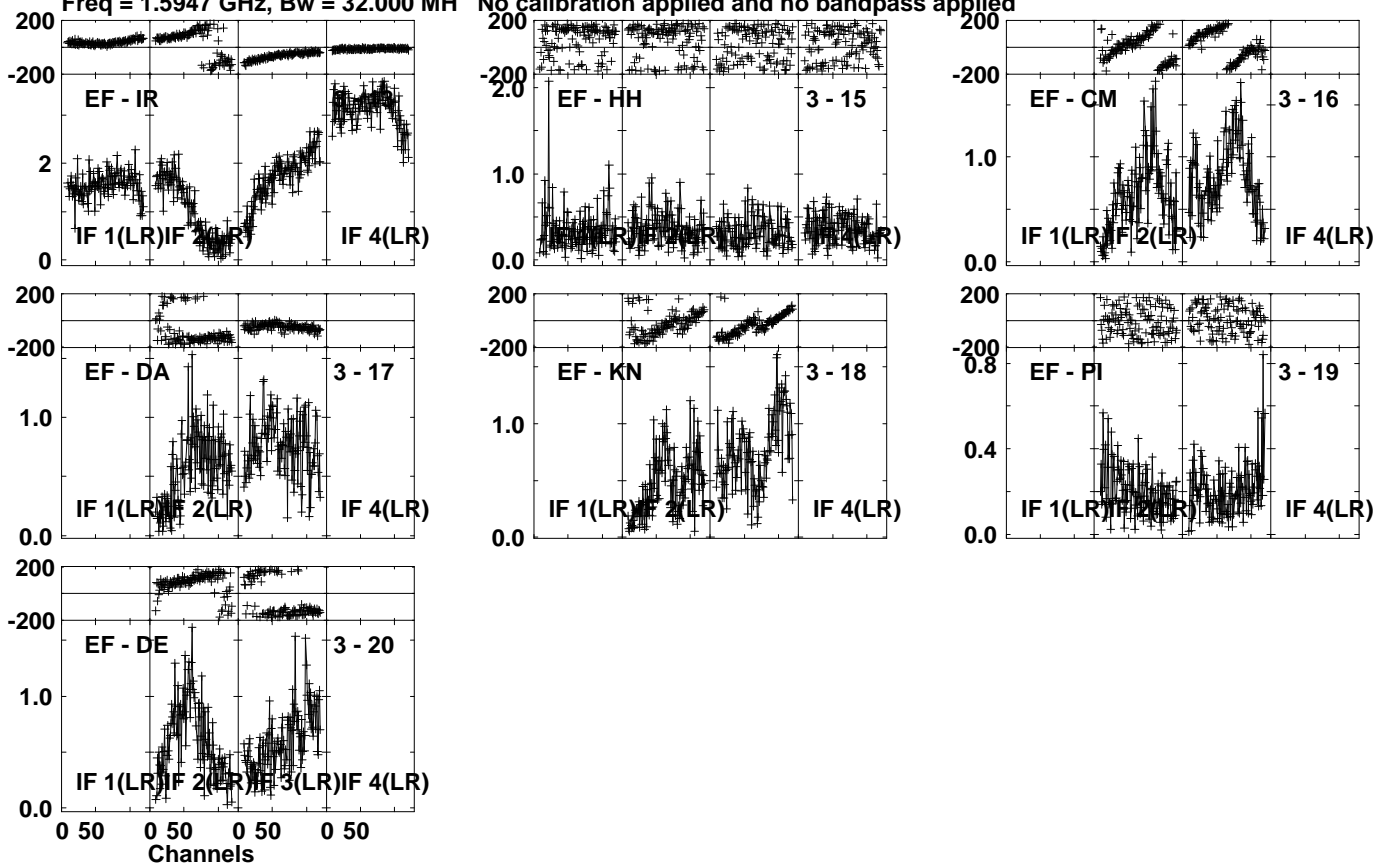 Freq = 1.5947 GHz, Bw = 32.000 MH No calibration applied and no bandpass applied
200
-200
EF - IR
2
0
IF 1(LR) IF 2(LR) IF 4(LR)
-200
2.0
EF - HH 3 - 15
1.0
0.0
IF 2(LR) IF 4(LR)
200
-200
EF - CM 3 - 16
1.0
0.0
IF 1(LR) IF 2(LR) IF 4(LR)
200
-200
EF - DA 3 - 17
1.0
0.0
IF 1(LR) IF 2(LR) IF 4(LR)
200
-200
EF - KN 3 - 18
1.0
0.0
IF 1(LR) IF 2(LR) IF 4(LR)
200
-200
0.8
EF - PI 3 - 19
0.4
0.0
IF 1(LR) IF 2(LR) IF 4(LR)
200
-200
EF - DE 3 - 20
1.0
0.0
IF 1(LR) IF 2(LR) IF 3(LR) IF 4(LR)
0 50 0 50 0 50 0 50
Channels